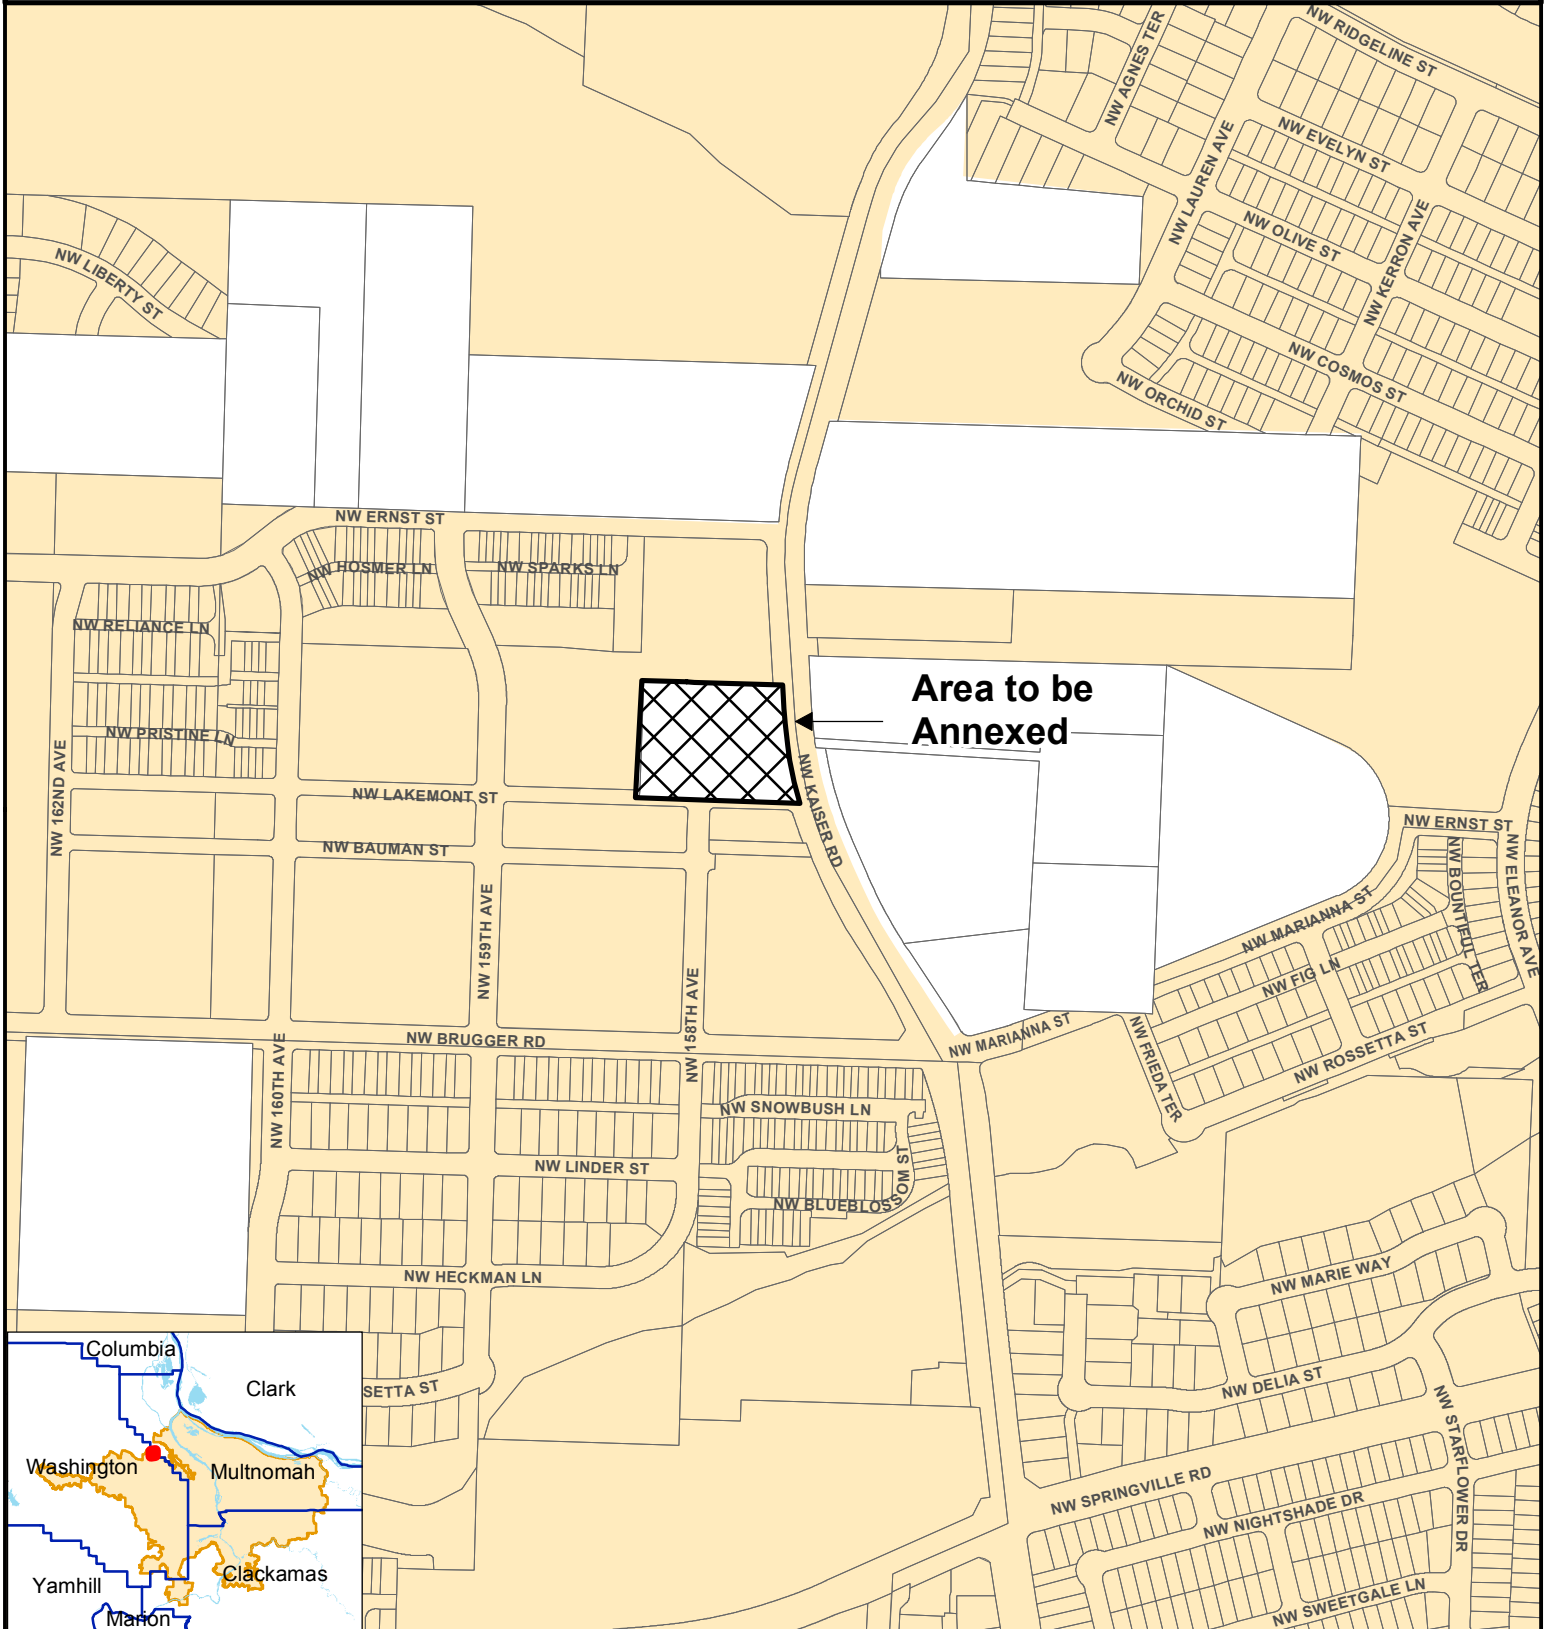 NW RIDGELINE ST
NW AGNES TER
NW EVELYN ST
NW LAUREN AVE
NW OLIVE ST
NW KERRON AVE
NW LIBERTY ST
NW COSMOS ST
NW ORCHID ST
NW ERNST ST
NW HOSMER LN
NW SPARKS LN
NW RELIANCE LN
Area to be
Annexed
NW PRISTINE LN
NW 162ND AVE
NW LAKEMONT ST
NW KAISER RD
NW BAUMAN ST
NW ERNST ST
NW BOUNTIFUL TER
NW ELEANOR AVE
NW MARIANNA ST
NW 159TH AVE
NW FIG LN
NW 158TH AVE
NW BRUGGER RD
NW MARIANNA ST
NW ROSSETTA ST
NW FRIEDA TER
NW 160TH AVE
NW SNOWBUSH LN
NW LINDER ST
NW BLUEBLOSSOM ST
NW HECKMAN LN
NW MARIE WAY
NW DELIA ST
SETTA ST
NW STARFLOWER DR
NW SPRINGVILLE RD
NW NIGHTSHADE DR
NW SWEETGALE LN
Columbia
Clark
Washington
Multnomah
Yamhill
Clackamas
Marion